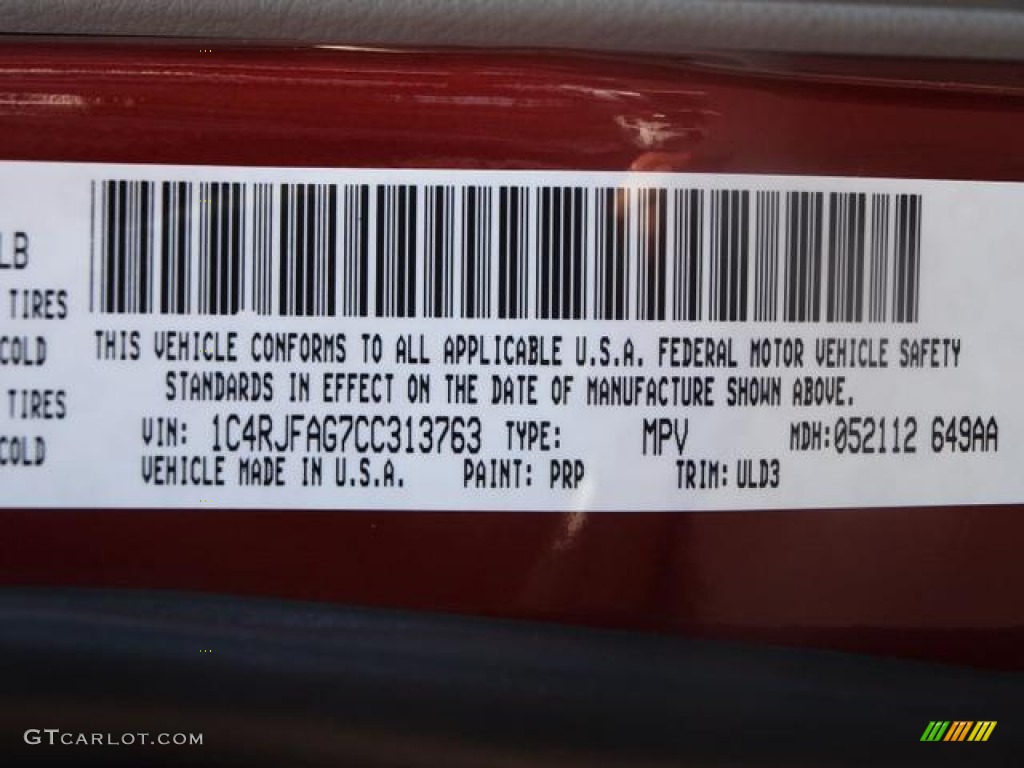 LB
TIRES
COLD
TIRES
COLD
THIS VEHICLE CONFORMS TO ALL APPLICABLE U.S.A. FEDERAL MOTOR VEHICLE SAFETY
STANDARDS IN EFFECT ON THE DATE OF MANUFACTURE SHOWN ABOVE.
VIN: 1C4RJFAG7CC313763 TYPE: MPV MDH:052112 649AA
VEHICLE MADE IN U.S.A. PAINT: PRP TRIM: ULD3
GTCARLOT.COM